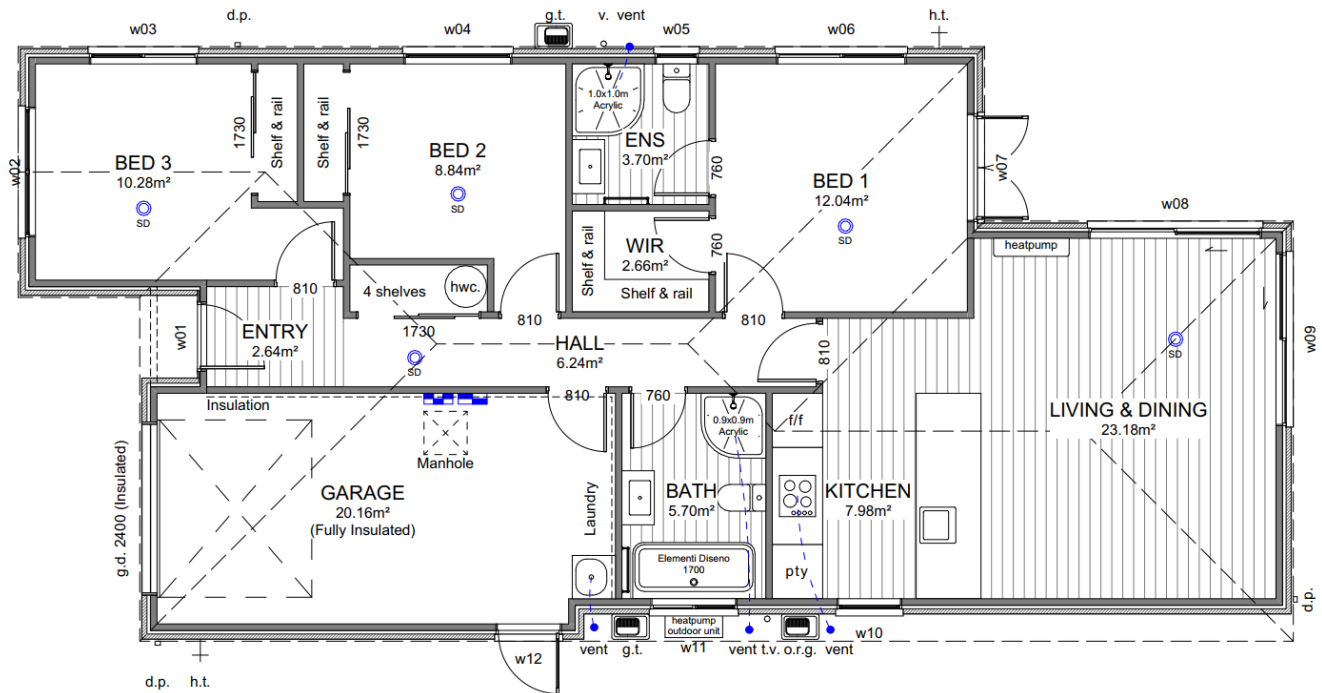 d.p.
g.t.
v. vent
h.t.
w03
w04
w05
w06
1.0x1.0m
Acrylic
1730
Shelf & rail
Shelf & rail
1730
ENS
3.70m²
760
BED 3
10.28m²
SD
BED 2
8.84m²
SD
BED 1
12.04m²
SD
w02
w07
w08
heatpump
WIR
2.66m²
760
Shelf & rail
Shelf & rail
4 shelves
hwc.
810
810
810
810
1730
w01
ENTRY
2.64m²
SD
HALL
6.24m²
SD
w09
Insulation
810
760
0.9x0.9m
Acrylic
f/f
LIVING & DINING
23.18m²
Manhole
g.d. 2400 (Insulated)
GARAGE
20.16m²
(Fully Insulated)
Laundry
BATH
5.70m²
KITCHEN
7.98m²
Elementi Diseno
1700
pty
d.p.
heatpump
outdoor unit
w10
w12
vent
g.t.
w11
vent
t.v.
o.r.g.
vent
d.p.
h.t.